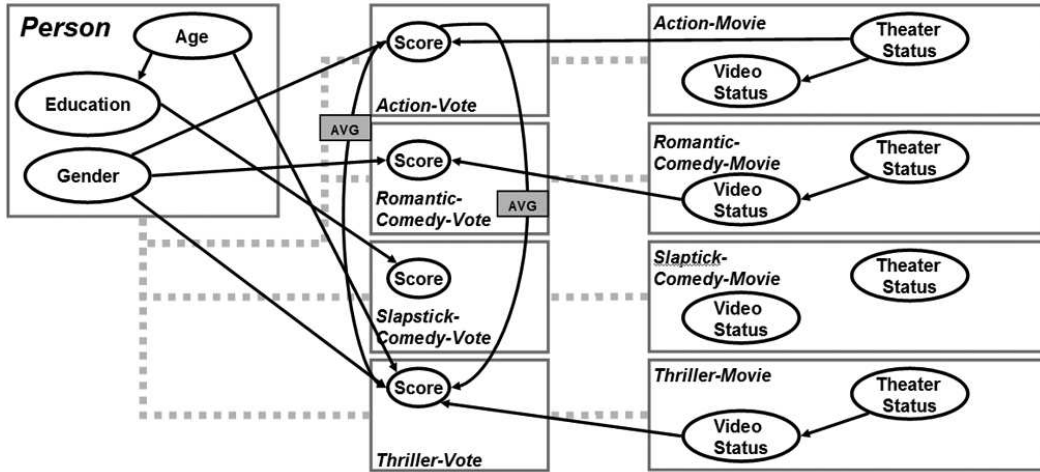 Person
Age
Education
Gender
Score
Action-Vote
AVG
Score
Romantic-
Comedy-Vote
AVG
Score
Slapstick-
Comedy-Vote
Score
Thriller-Vote
Action-Movie
Theater
Status
Video
Status
Romantic-
Comedy-Movie
Theater
Status
Video
Status
Slaptick-
Comedy-Movie
Theater
Status
Video
Status
Thriller-Movie
Theater
Status
Video
Status